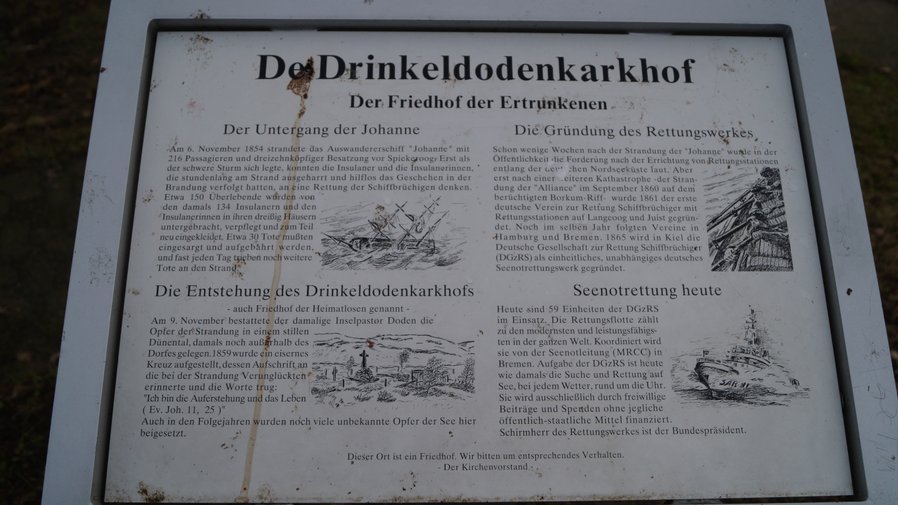 De Drinkeldodenkarkhof
Der Friedhof der Ertrunkenen
Der Untergang der Johanne
Am 6. November 1854 strandete das Auswandererschiff "Johanne" mit
216 Passagieren und dreizehnköpfiger Besatzung vor Spiekeroog. Erst als
der schwere Sturm sich legte, konnten die Insulaner und die Insulanerinnen,
die stundenlang am Strand ausgeharrt und hilflos das Geschehen in der
Brandung verfolgt hatten, an eine Rettung der Schiffbrüchigen denken.
Etwa 150 Überlebende wurden von
den damals 134 Insulanern und den
Insulanerinnen in ihren dreißig Häusern
untergebracht, verpflegt und zum Teil
neu eingekleidet. Etwa 30 Tote mußten
eingesargt und aufgebahrt werden,
und fast jeden Tag trieben noch weitere
Tote an den Strand.
Die Entstehung des Drinkeldodenkarkhofs
- auch Friedhof der Heimatlosen genannt -
Am 9. November bestattete der damalige Inselpastor Doden die
Opfer der Strandung in einem stillen
Dünental, damals noch außerhalb des
Dorfes gelegen. 1859 wurde ein eisernes
Kreuz aufgestellt, dessen Aufschrift an
die bei der Strandung Verunglückten
erinnerte und die Worte trug:
"Ich bin die Auferstehung und das Leben
( Ev. Joh. 11, 25 )"
Auch in den Folgejahren wurden noch viele unbekannte Opfer der See hier
beigesetzt.
Die Gründung des Rettungswerkes
Schon wenige Wochen nach der Strandung der "Johanne" wurde in der
Öffentlichkeit die Forderung nach der Errichtung von Rettungsstationen
entlang der Nordseeküste laut. Aber
erst nach einer Katbastrophe -der Stran-
dung der "Alliance" im September 1860 auf dem
berüchtigten Borkum-Riff- wurde 1861 der erste
deutsche Verein zur Rettung Schiffbrüchiger mit
Rettungsstationen auf Langeoog und Juist gegrün-
det. Noch im selben Jahr folgten Vereine in
Hamburg und Bremen. 1865 wird in Kiel die
Deutsche Gesellschaft zur Rettung Schiffbrüchiger
(DGzRS) als einheitliches, unabhängiges deutsches
Seenotrettungswerk gegründet.
Seenotrettung heute
Heute sind 59 Einheiten der DGzRS
im Einsatz. Die Rettungsflotte zählt
zu den modernsten und leistungsfähigs-
ten in der ganzen Welt. Koordiniert wird
sie von der Seenotleitung (MRCC) in
Bremen. Aufgabe der DGzRS ist heute
wie damals die Suche und Rettung auf
See, bei jedem Wetter, rund um die Uhr.
Sie wird ausschließlich durch freiwillige
Beiträge und Spenden ohne jegliche
öffentlich-staatliche Mittel finanziert.
Schirmherr des Rettungswerkes ist der Bundespräsident.
Dieser Ort ist ein Friedhof. Wir bitten um entsprechendes Verhalten.
- Der Kirchenvorstand -